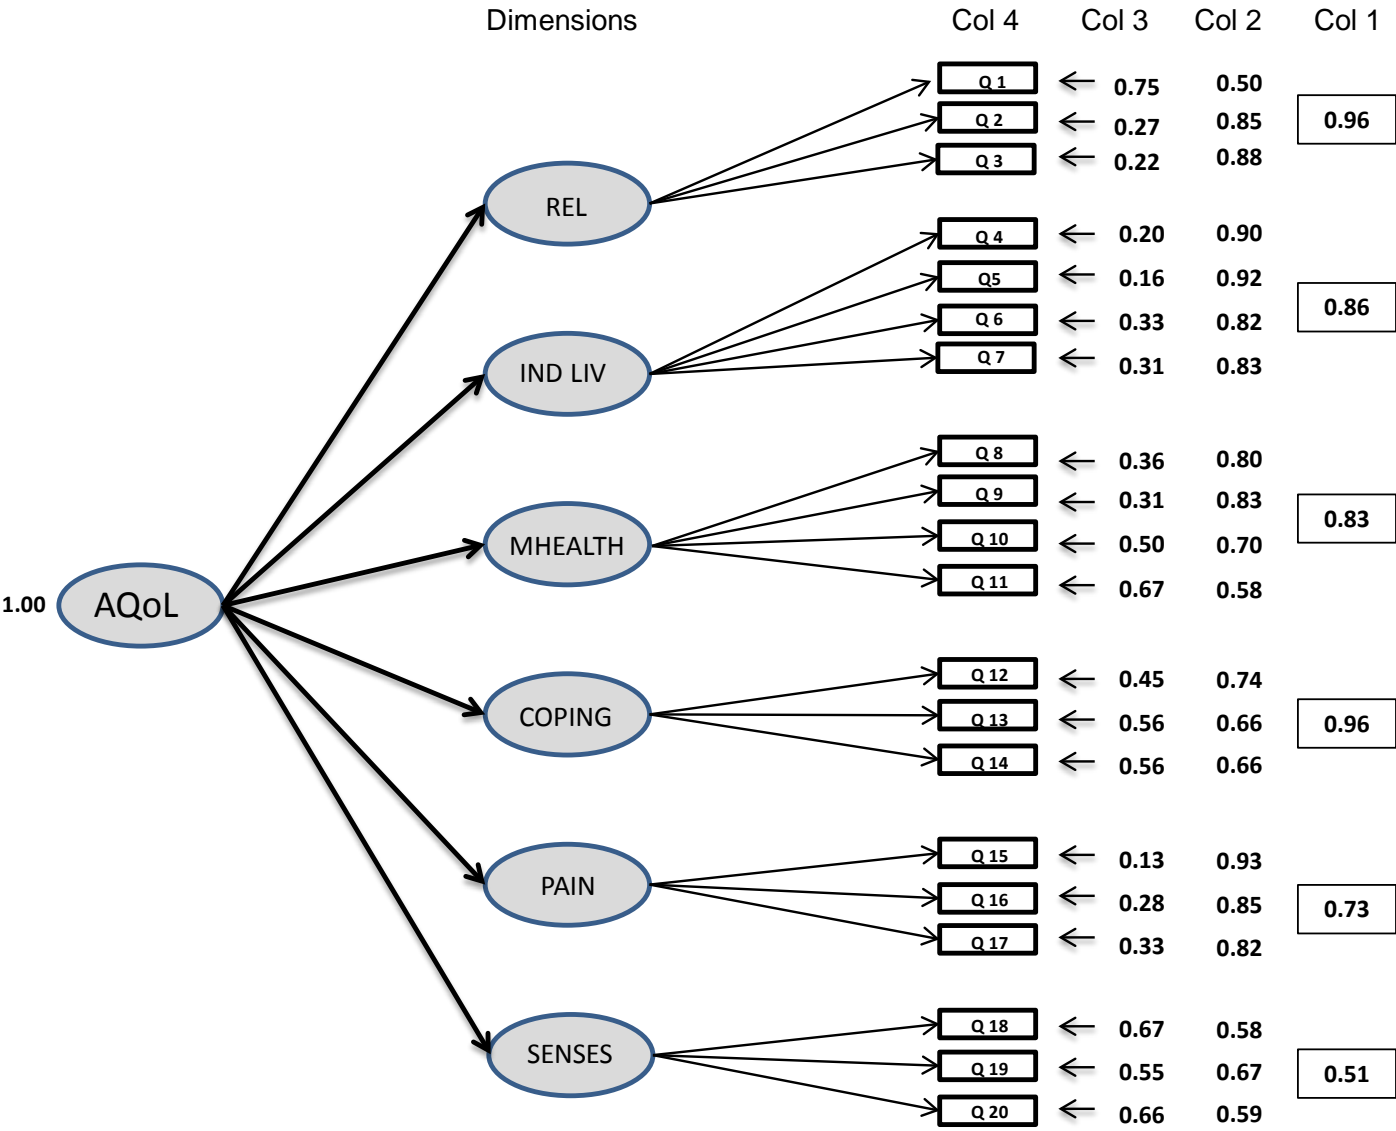 Dimensions Col 4 Col 3 Col 2 Col 1
Q 1 0.75 0.50
Q 2 0.27 0.85 0.96
Q 3 0.22 0.88
REL
Q 4 0.20 0.90
Q5 0.16 0.92
0.86
Q 6 0.33 0.82
Q 7 0.31 0.83
IND LIV
Q 8 0.36 0.80
Q 9 0.31 0.83
0.83
Q 10 0.50 0.70
MHEALTH
Q 11 0.67 0.58
1.00 AQoL
Q 12 0.45 0.74
COPING Q 13 0.56 0.66 0.96
Q 14 0.56 0.66
Q 15 0.13 0.93
PAIN
Q 16 0.28 0.85 0.73
Q 17 0.33 0.82
Q 18 0.67 0.58
SENSES
Q 19 0.55 0.67 0.51
Q 20 0.66 0.59